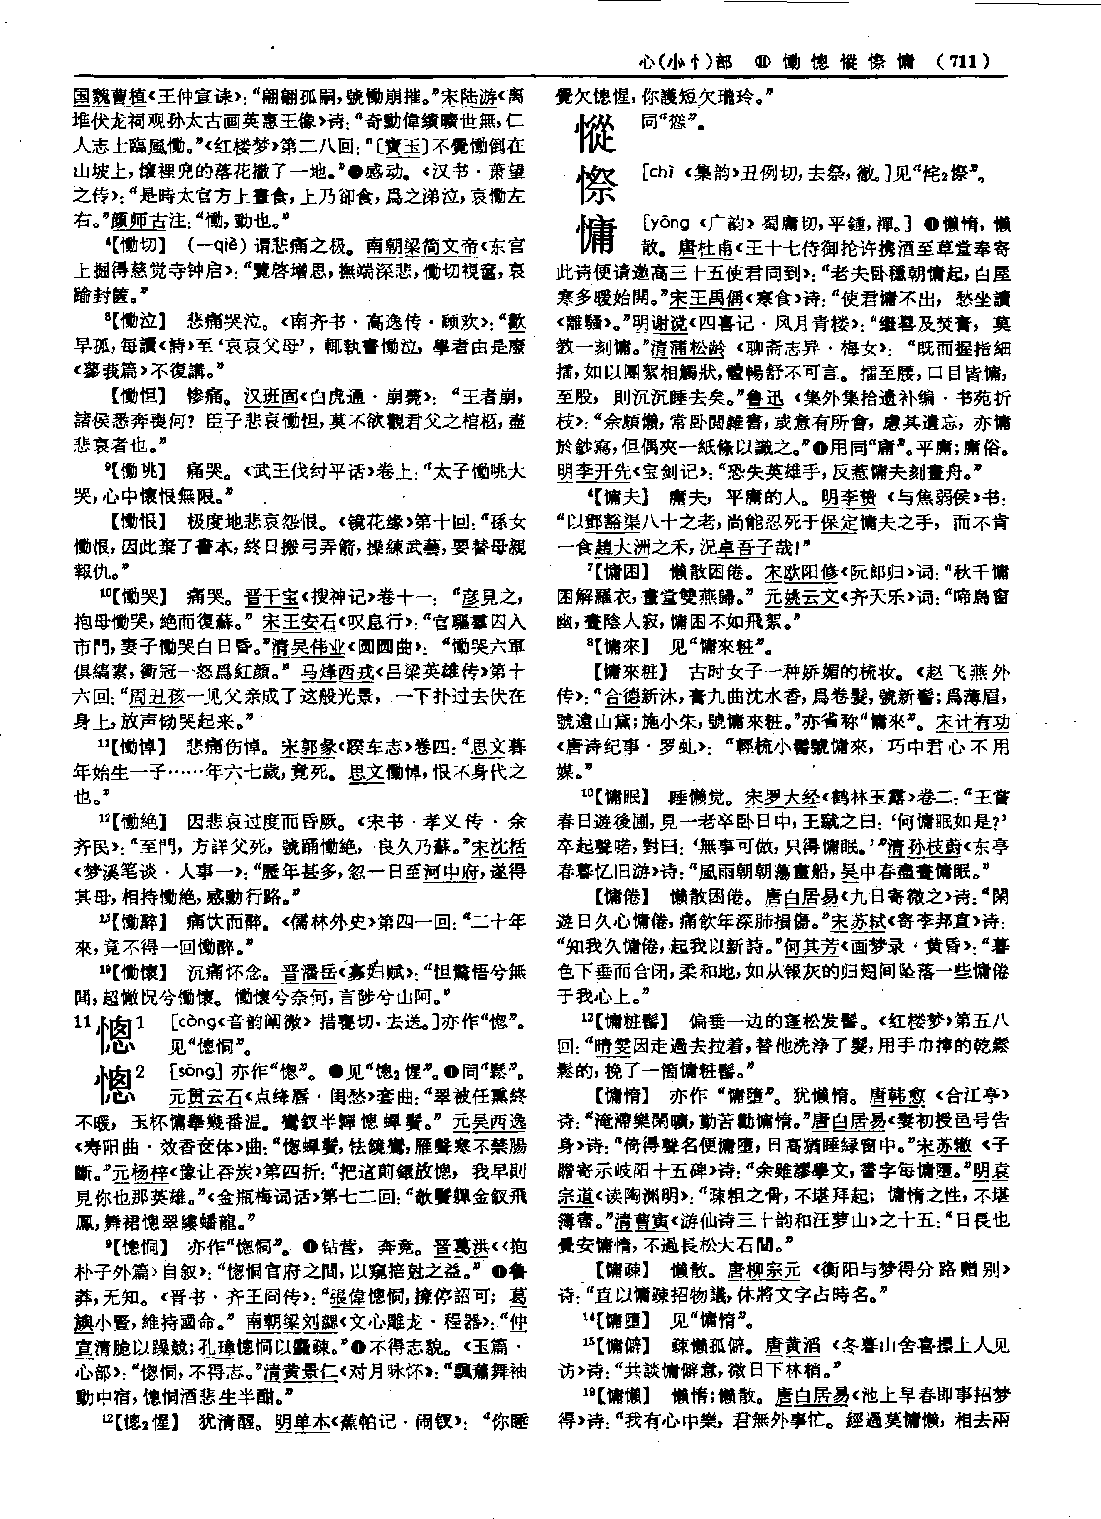 心(小忄)部 ⑪ 慟 憁 㦗 傺 慵 (711)
国魏曹植《王仲宣诔》：“翩翩孤嗣，號慟崩摧。”宋陆游《离
堆伏龙祠观孙太古画英惠王像》诗：“奇勳偉績曠世無，仁
人志士臨風慟。”《红楼梦》第二八回：“〔寶玉〕不覺慟倒在
山坡上，懷裡兜的落花撒了一地。”❷感动。《汉书·萧望
之传》：“是時太官方上晝食，上乃卻食，爲之涕泣，哀慟左
右。”颜师古注：“慟，動也。”
⁴【慟切】 (—qiè) 谓悲痛之极。南朝梁简文帝《东宫
上掘得慈觉寺钟启》：“覽啓增思，撫端深悲，慟切視窆，哀
踰封篋。”
⁸【慟泣】 悲痛哭泣。《南齐书·高逸传·顾欢》：“歡
早孤，每讀《詩》至‘哀哀父母’，輒執書慟泣，學者由是廢
《蓼莪篇》不復講。”
【慟怛】 惨痛。汉班固《白虎通·崩薨》：“王者崩，
諸侯悉奔喪何？臣子悲哀慟怛，莫不欲觀君父之棺柩，盡
悲哀者也。”
⁹【慟咷】 痛哭。《武王伐纣平话》卷上：“太子慟咷大
哭，心中懷恨無限。”
【慟恨】 极度地悲哀怨恨。《镜花缘》第十回：“孫女
慟恨，因此棄了書本，終日搬弓弄箭，操練武藝，要替母親
報仇。”
¹⁰【慟哭】 痛哭。晋干宝《搜神记》卷十一：“彦見之，
抱母慟哭，絶而復蘇。”宋王安石《叹息行》：“官驅羣囚入
市門，妻子慟哭白日昏。”清吴伟业《圆圆曲》：“慟哭六軍
俱縞素，衝冠一怒爲紅顔。”马烽西戎《吕梁英雄传》第十
六回：“周丑孩一见父亲成了这般光景，一下扑过去伏在
身上，放声恸哭起来。”
¹¹【慟悼】 悲痛伤悼。宋郭彖《睽车志》卷四：“思文暮
年始生一子……年六七歲，竟死。思文慟悼，恨不身代之
也。”
¹²【慟絶】 因悲哀过度而昏厥。《宋书·孝义传·余
齐民》：“至門，方詳父死，號踊慟絶，良久乃蘇。”宋沈括
《梦溪笔谈·人事一》：“歷年甚多，忽一日至河中府，遂得
其母，相持慟絶，感動行路。”
¹⁵【慟醉】 痛饮而醉。《儒林外史》第四一回：“二十年
來，竟不得一回慟醉。”
¹⁹【慟懷】 沉痛怀念。晋潘岳《寡妇赋》：“怛驚悟兮無
聞，超惝怳兮慟懷。慟懷兮奈何，言陟兮山阿。”
11 憁1 [còng《音韵阐微》措甕切，去送。]亦作“㥖”。
见“憁恫”。
憁2 [sōng] 亦作“㥖”。❶见“憁₂惺”。❷同“鬆”。
元贯云石《点绛唇·闺愁》套曲：“翠被任熏終
不暖，玉杯慵舉幾番温。鸞釵半軃憁蟬鬢。”元吴西逸
《寿阳曲·效香奁体》曲：“憁蟬鬢，怯鏡鸞，雁聲寒不禁腸
斷。”元杨梓《豫让吞炭》第四折：“把這剪鐶放憁，我早則
見你也那英雄。”《金瓶梅词话》第七二回：“敝鬢軃金釵飛
鳳，舞裙憁翠縷蟠龍。”
⁹【憁恫】 亦作“㥖恫”。❶钻营，奔竞。晋葛洪《〈抱
朴子外篇〉自叙》：“憁恫官府之間，以窺掊尅之益。”❷鲁
莽，无知。《晋书·齐王冏传》：“張偉憁恫，擁停詔可；葛
旟小豎，維持國命。”南朝梁刘勰《文心雕龙·程器》：“仲
宣清脆以躁競；孔璋憁恫以麤疎。”❸不得志貌。《玉篇·
心部》：“㥖恫，不得志。”清黄景仁《对月咏怀》：“飄蕭舞袖
動中宿，憁恫酒悲生半酣。”
¹²【憁₂惺】 犹清醒。明单本《蕉帕记·闹钗》：“你睡
覺欠憁惺，你護短欠瓏玲。”
㦗 同“㥘”。
傺 [chì 《集韵》丑例切，去祭，徹。]见“侘₂傺”。
慵 [yōng 《广韵》蜀庸切，平鍾，禪。] ❶懒惰，懒
散。唐杜甫《王十七侍御抡许携酒至草堂奉寄
此诗便请邀高三十五使君同到》：“老夫卧穩朝慵起，白屋
寒多暖始開。”宋王禹偁《寒食》诗：“使君慵不出，愁坐讀
《離騷》。”明谢谠《四喜记·风月青楼》：“繼晷及焚膏，莫
教一刻慵。”清蒲松龄《聊斋志异·梅女》：“既而握指細
擂，如以團絮相觸狀，體暢舒不可言。擂至腰，口目皆慵，
至股，則沉沉睡去矣。”鲁迅《集外集拾遗补编·书苑折
枝》：“余頗懶，常卧閲雜書，或意有所會，慮其遺忘，亦慵
於鈔寫，但偶夾一紙條以識之。”❷用同“庸”。平庸；庸俗。
明李开先《宝剑记》：“恐失英雄手，反惹慵夫刻畫舟。”
⁴【慵夫】 庸夫，平庸的人。明李贽《与焦弱侯》书：
“以鄧豁渠八十之老，尚能忍死于保定慵夫之手，而不肯
一食趙大洲之禾，況卓吾子哉！”
⁷【慵困】 懒散困倦。宋欧阳修《阮郎归》词：“秋千慵
困解羅衣，畫堂雙燕歸。”元姚云文《齐天乐》词：“啼鳥窗
幽，晝陰人寂，慵困不如飛絮。”
⁸【慵來】 见“慵來粧”。
【慵來粧】 古时女子一种娇媚的梳妆。《赵飞燕外
传》：“合德新沐，膏九曲沈水香，爲卷髮，號新髻；爲薄眉，
號遠山黛；施小朱，號慵來粧。”亦省称“慵來”。宋计有功
《唐诗纪事·罗虬》：“輕梳小髻號慵來，巧中君心不用
媒。”
¹⁰【慵眠】 睡懒觉。宋罗大经《鹤林玉露》卷二：“王嘗
春日遊後圃，見一老卒卧日中，王蹴之曰：‘何慵眠如是？’
卒起聲喏，對曰：‘無事可做，只得慵眠。’”清孙枝蔚《东亭
春暮忆旧游》诗：“風雨朝朝蕩畫船，吴中春盡晝慵眠。”
【慵倦】 懒散困倦。唐白居易《九日寄微之》诗：“閑
遊日久心慵倦，痛飲年深肺損傷。”宋苏轼《寄李邦直》诗：
“知我久慵倦，起我以新詩。”何其芳《画梦录·黄昏》：“暮
色下垂而合闭，柔和地，如从银灰的归翅间坠落一些慵倦
于我心上。”
¹²【慵粧髻】 偏垂一边的蓬松发髻。《红楼梦》第五八
回：“晴雯因走過去拉着，替他洗净了髮，用手巾擰的乾鬆
鬆的，挽了一個慵粧髻。”
【慵惰】 亦作“慵墮”。犹懒惰。唐韩愈《合江亭》
诗：“淹滯樂閑曠，勤苦勸慵惰。”唐白居易《妻初授邑号告
身》诗：“倚得聲名便慵墮，日高猶睡緑窗中。”宋苏辙《子
瞻寄示岐阳十五碑》诗：“余雖謬學文，書字每慵墮。”明袁
宗道《读陶渊明》：“疎粗之骨，不堪拜起；慵惰之性，不堪
簿書。”清曹寅《游仙诗三十韵和汪萝山》之十五：“日長也
覺安慵惰，不過長松大石間。”
【慵疎】 懒散。唐柳宗元《衡阳与梦得分路赠别》
诗：“直以慵疎招物議，休將文字占時名。”
¹⁴【慵墮】 见“慵惰”。
¹⁵【慵僻】 疎懒孤僻。唐黄滔《冬暮山舍喜摽上人见
访》诗：“共談慵僻意，微日下林梢。”
¹⁹【慵懶】 懒惰；懒散。唐白居易《池上早春即事招梦
得》诗：“我有心中樂，君無外事忙。經過莫慵懶，相去兩